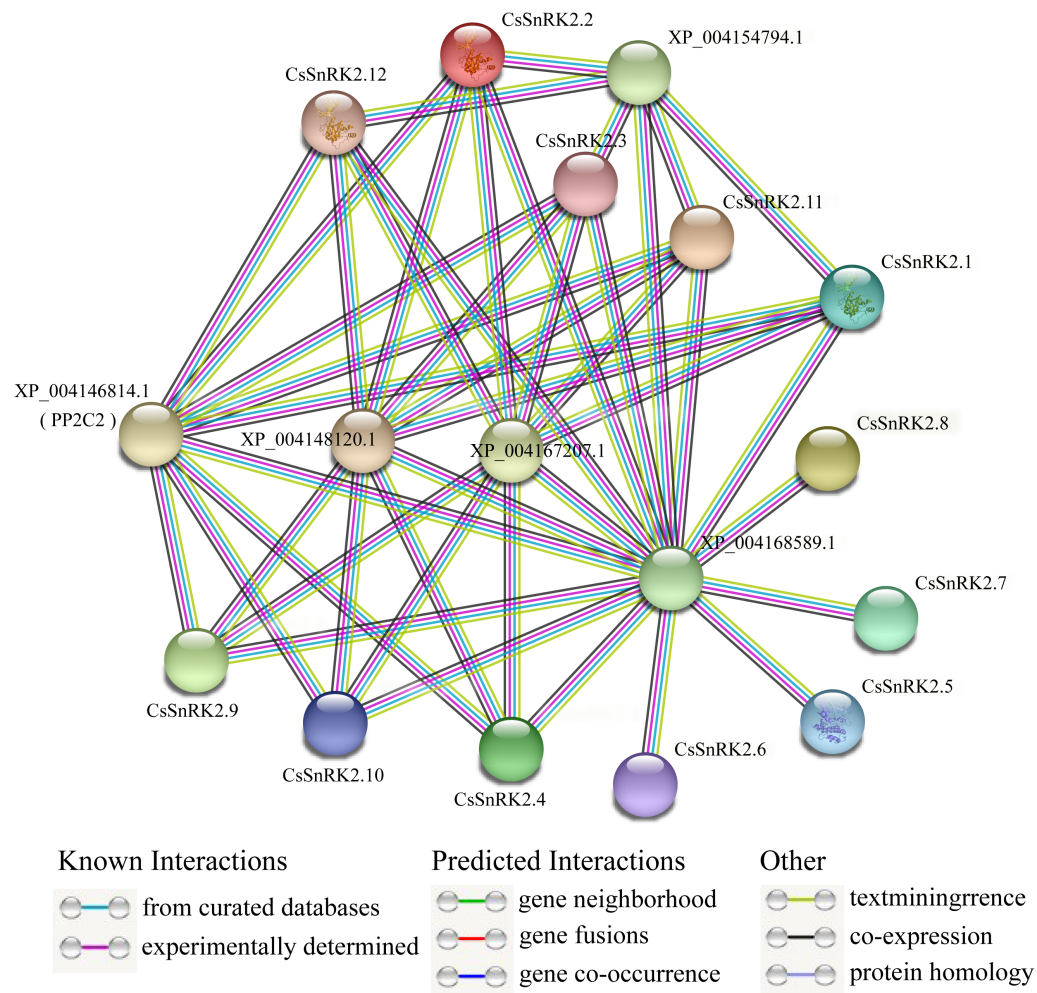 CsSnRK2.2
XP_004154794.1
CsSnRK2.12
CsSnRK2.3
CsSnRK2.11
CsSnRK2.1
XP_004146814.1
( PP2C2 )
XP_004148120.1
XP_004167207.1
CsSnRK2.8
XP_004168589.1
CsSnRK2.7
CsSnRK2.5
CsSnRK2.9
CsSnRK2.6
CsSnRK2.10
CsSnRK2.4
Known Interactions
from curated databases
experimentally determined
Predicted Interactions
gene neighborhood
gene fusions
gene co-occurrence
Other
textminingrrence
co-expression
protein homology